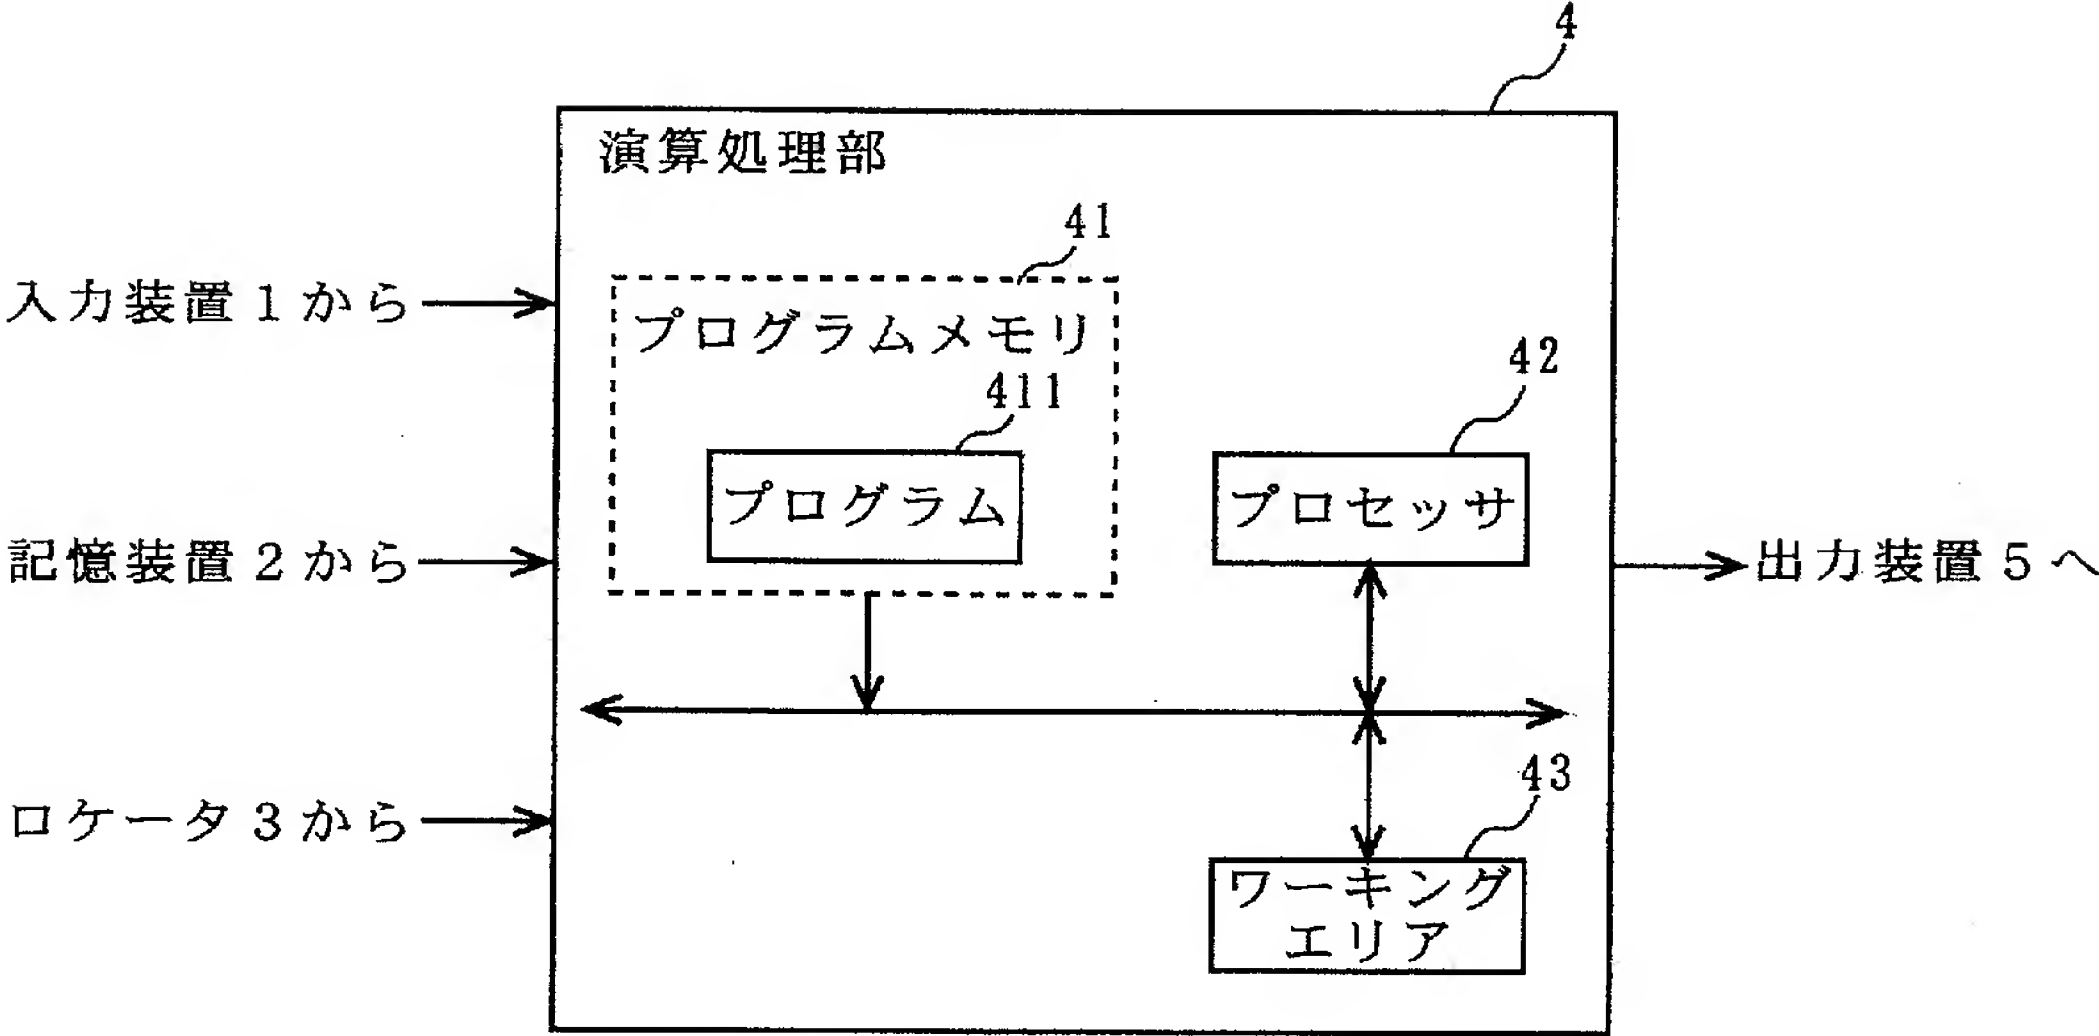 4
演算処理部
41
入力装置1から
プログラムメモリ
42
411
プログラム
プロセッサ
記憶装置2から
出力装置5へ
43
ロケータ3から
ワーキング
エリア